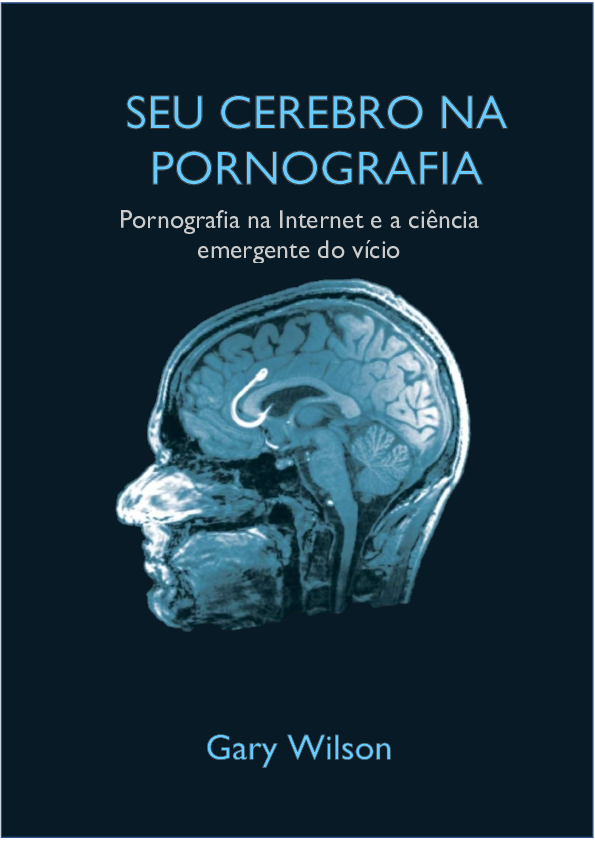 SEU CEREBRO NA
PORNOGRAFIA
Pornografia na Internet e a ciência
emergente do vício
Gary Wilson